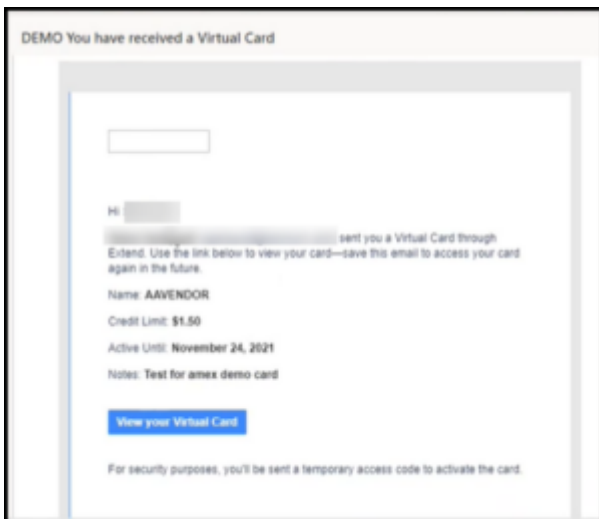 DEMO You have received a Virtual Card
Hi
sent you a Virtual Card through
Extend. Use the link below to view your card—save this email to access your card
again in the future.
Name: AAVENDOR
Credit Limit: $1.50
Active Until: November 24, 2021
Notes: Test for amex demo card
View your Virtual Card
For security purposes, you'll be sent a temporary access code to activate the card.